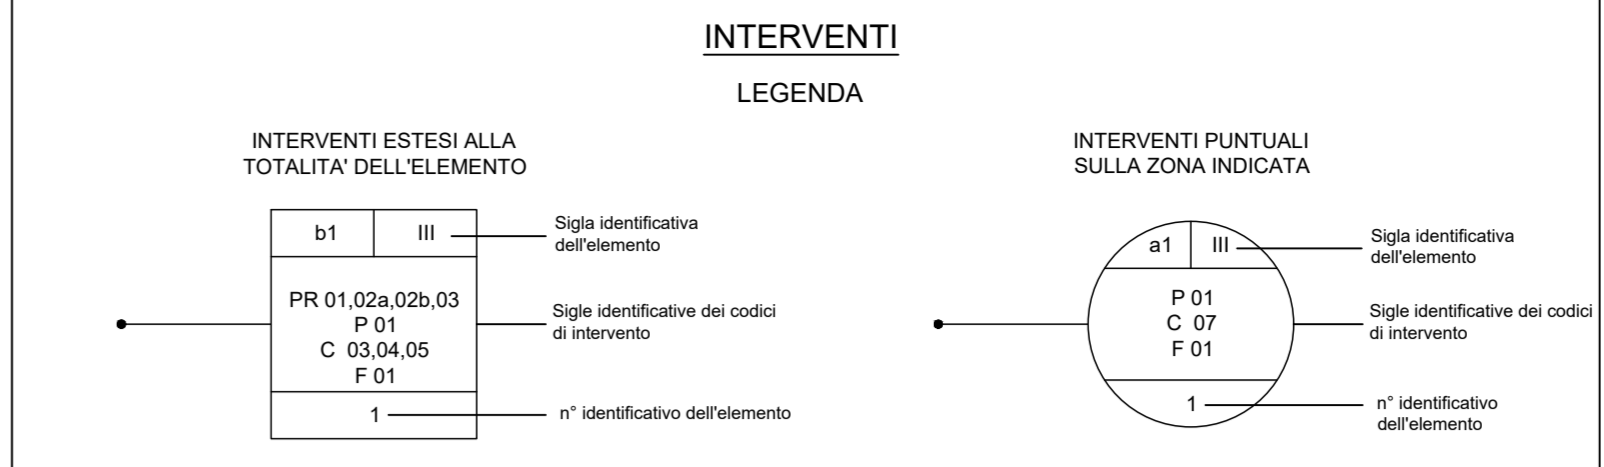 INTERVENTI
LEGENDA
INTERVENTI ESTESI ALLA
TOTALITA' DELL'ELEMENTO
b1 III
Sigla identificativa
dell'elemento
PR 01,02a,02b,03
P 01
C 03,04,05
F 01
Sigle identificative dei codici
di intervento
1
n° identificativo dell'elemento
INTERVENTI PUNTUALI
SULLA ZONA INDICATA
a1 III
Sigla identificativa
dell'elemento
P 01
C 07
F 01
Sigle identificative dei codici
di intervento
1
n° identificativo
dell'elemento